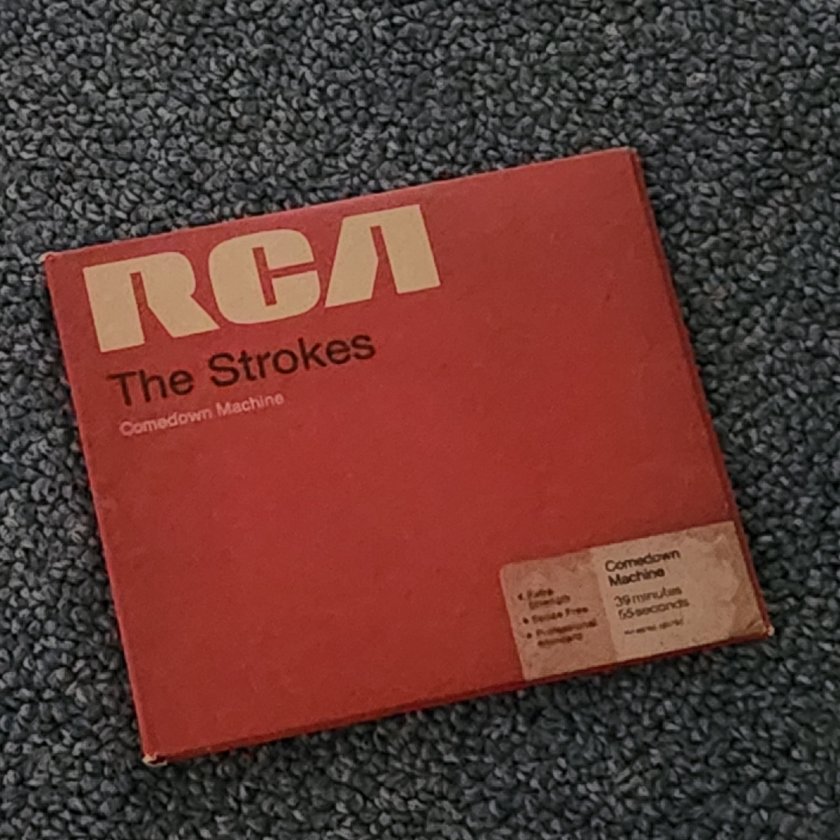 RCA
The Strokes
Comedown Machine
• Extra
Strength
• Noise Free
• Professional
Standard
Comedown
Machine
39 minutes
55 seconds